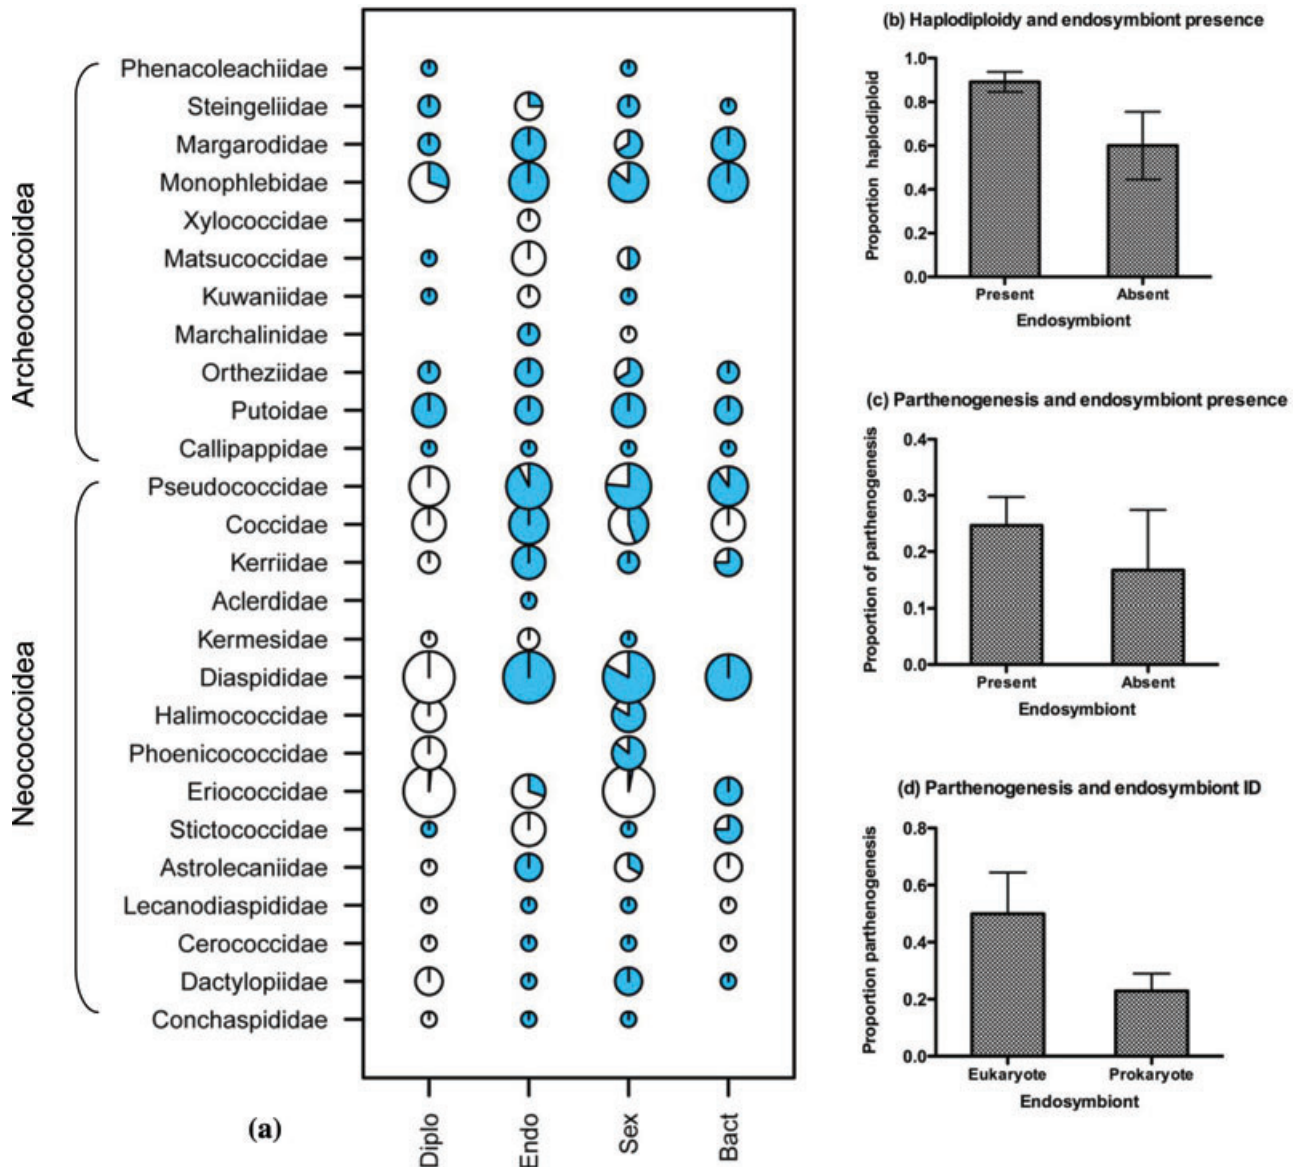 Archeococcoidea
Neococcoidea
Phenacoleachiidae
Steingeliidae
Margarodidae
Monophlebidae
Xylococcidae
Matsucoccidae
Kuwaniidae
Marchalinidae
Ortheziidae
Putoidae
Callipappidae
Pseudococcidae
Coccidae
Kerriidae
Aclerdidae
Kermesidae
Diaspididae
Halimococcidae
Phoenicococcidae
Eriococcidae
Stictococcidae
Astrolecaniidae
Lecanodiaspididae
Cerococcidae
Dactylopiidae
Conchaspididae
(a)
Diplo
Endo
Sex
Bact
(b) Haplodiploidy and endosymbiont presence
Proportion haplodiploid
1.0
0.8
0.6
0.4
0.2
0.0
Present Absent
Endosymbiont
(c) Parthenogenesis and endosymbiont presence
Proportion of parthenogenesis
0.4
0.3
0.2
0.1
0.0
Present Absent
Endosymbiont
(d) Parthenogenesis and endosymbiont ID
Proportion parthenogenesis
0.8
0.6
0.4
0.2
0.0
Eukaryote Prokaryote
Endosymbiont